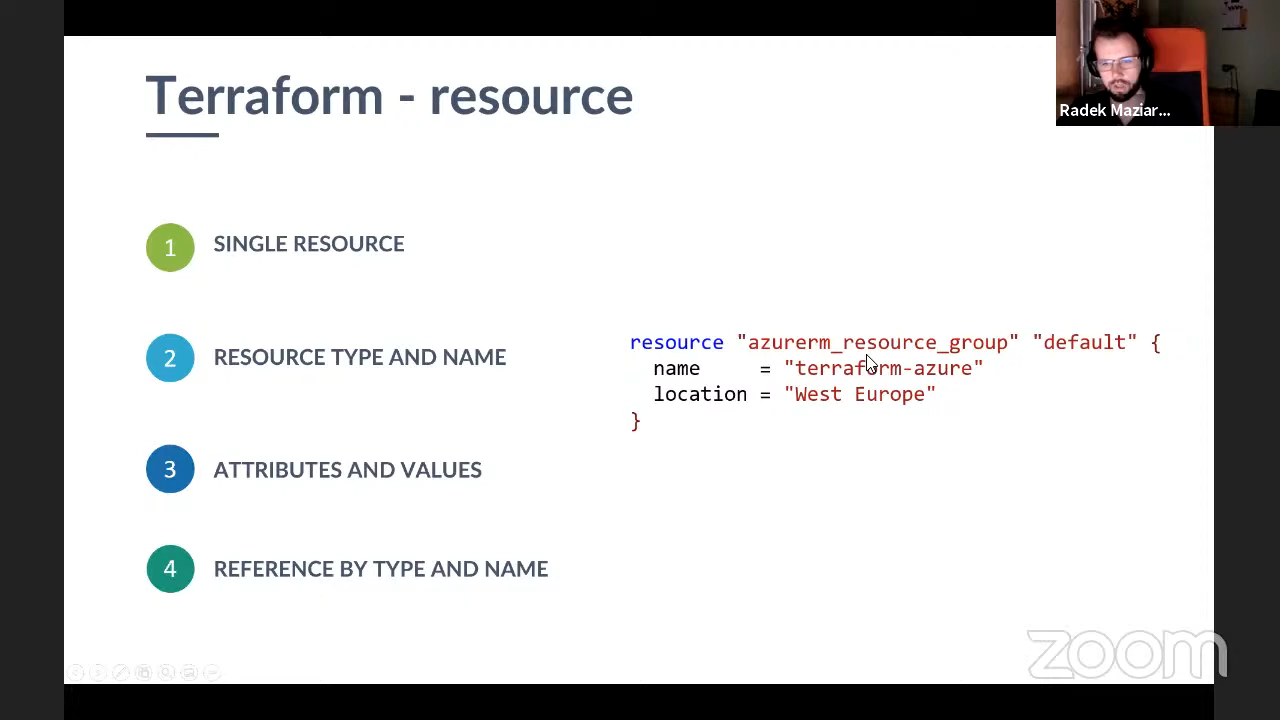 Terraform - resource
Radek Maziar...
1 SINGLE RESOURCE
2 RESOURCE TYPE AND NAME
resource "azurerm_resource_group" "default" {
  name     = "terraform-azure"
  location = "West Europe"
}
3 ATTRIBUTES AND VALUES
4 REFERENCE BY TYPE AND NAME
zoom